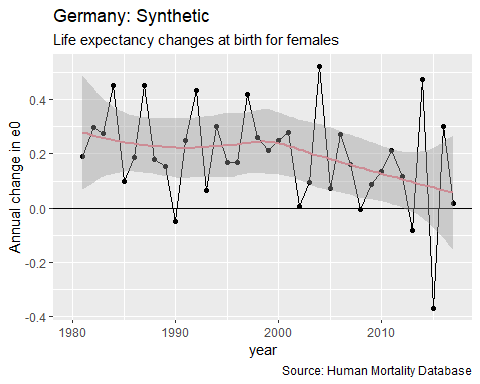 Germany: Synthetic
Life expectancy changes at birth for females
Annual change in e0
0.4
0.2
0.0
-0.2
-0.4
1980 1990 2000 2010
year
Source: Human Mortality Database